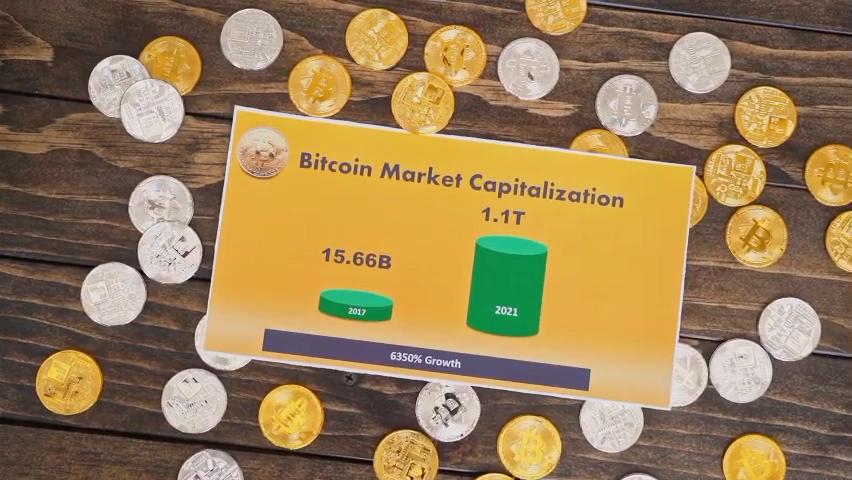 Bitcoin Market Capitalization
1.1T
15.66B
2017
2021
6350% Growth